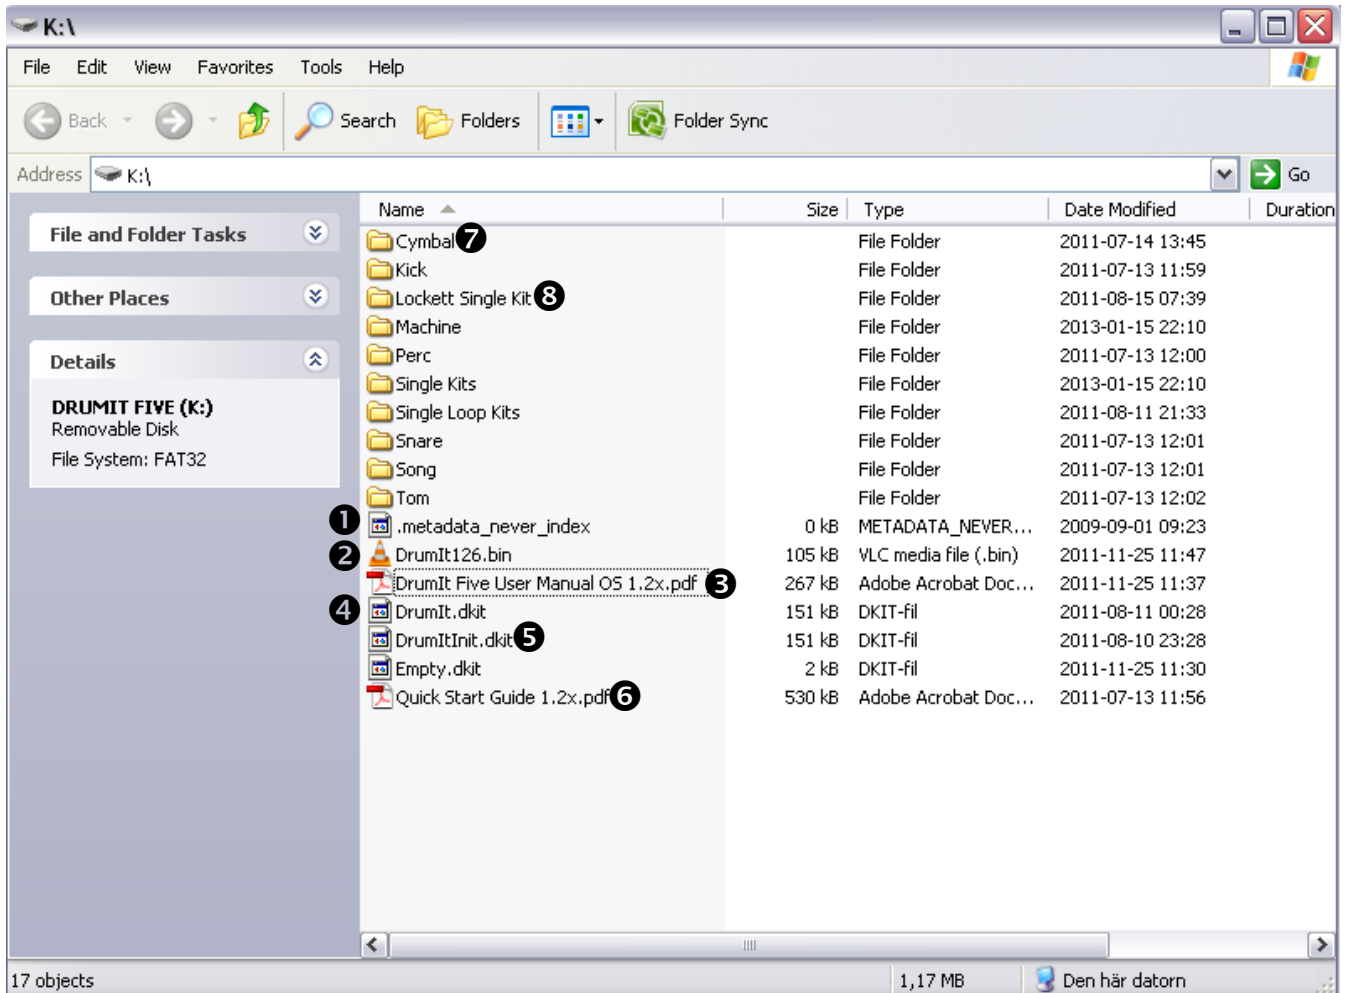 K:\
File Edit View Favorites Tools Help
Back Search Folders Folder Sync
Address K:\ Go
File and Folder Tasks
Other Places
Details
DRUMIT FIVE (K:)
Removable Disk
File System: FAT32
Name Size Type Date Modified Duration
Cymbal 7 File Folder 2011-07-14 13:45
Kick File Folder 2011-07-13 11:59
Lockett Single Kit 8 File Folder 2011-08-15 07:39
Machine File Folder 2013-01-15 22:10
Perc File Folder 2011-07-13 12:00
Single Kits File Folder 2013-01-15 22:10
Single Loop Kits File Folder 2011-08-11 21:33
Snare File Folder 2011-07-13 12:01
Song File Folder 2011-07-13 12:01
Tom File Folder 2011-07-13 12:02
1 .metadata_never_index 0 kB METADATA_NEVER... 2009-09-01 09:23
2 DrumIt126.bin 105 kB VLC media file (.bin) 2011-11-25 11:47
DrumIt Five User Manual OS 1.2x.pdf 3 267 kB Adobe Acrobat Doc... 2011-11-25 11:37
4 DrumIt.dkit 151 kB DKIT-fil 2011-08-11 00:28
DrumItInit.dkit 5 151 kB DKIT-fil 2011-08-10 23:28
Empty.dkit 2 kB DKIT-fil 2011-11-25 11:30
Quick Start Guide 1.2x.pdf 6 530 kB Adobe Acrobat Doc... 2011-07-13 11:56
17 objects 1,17 MB Den här datorn